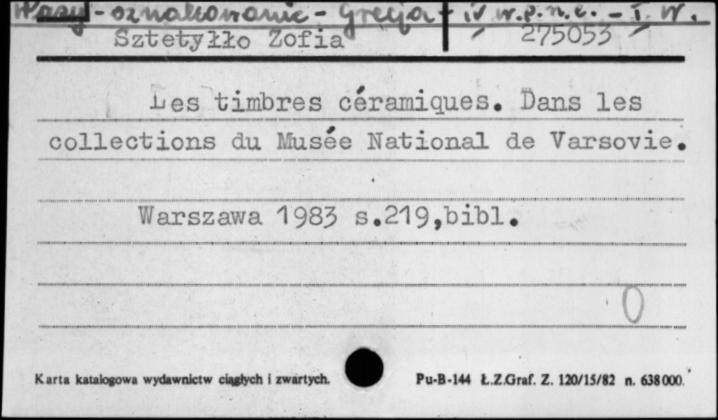 Wazy - oznakowanie - Grecja - IV w.p.n.e. - I w.
Sztetyłło Zofia 275053
Les timbres céramiques. Dans les
collections du Musée National de Varsovie.
Warszawa 1983 s.219,bibl.
0
Karta katalogowa wydawnictw ciągłych i zwartych. Pu-B-144 Ł.Z.Graf. Z. 120/15/82 n. 638000.